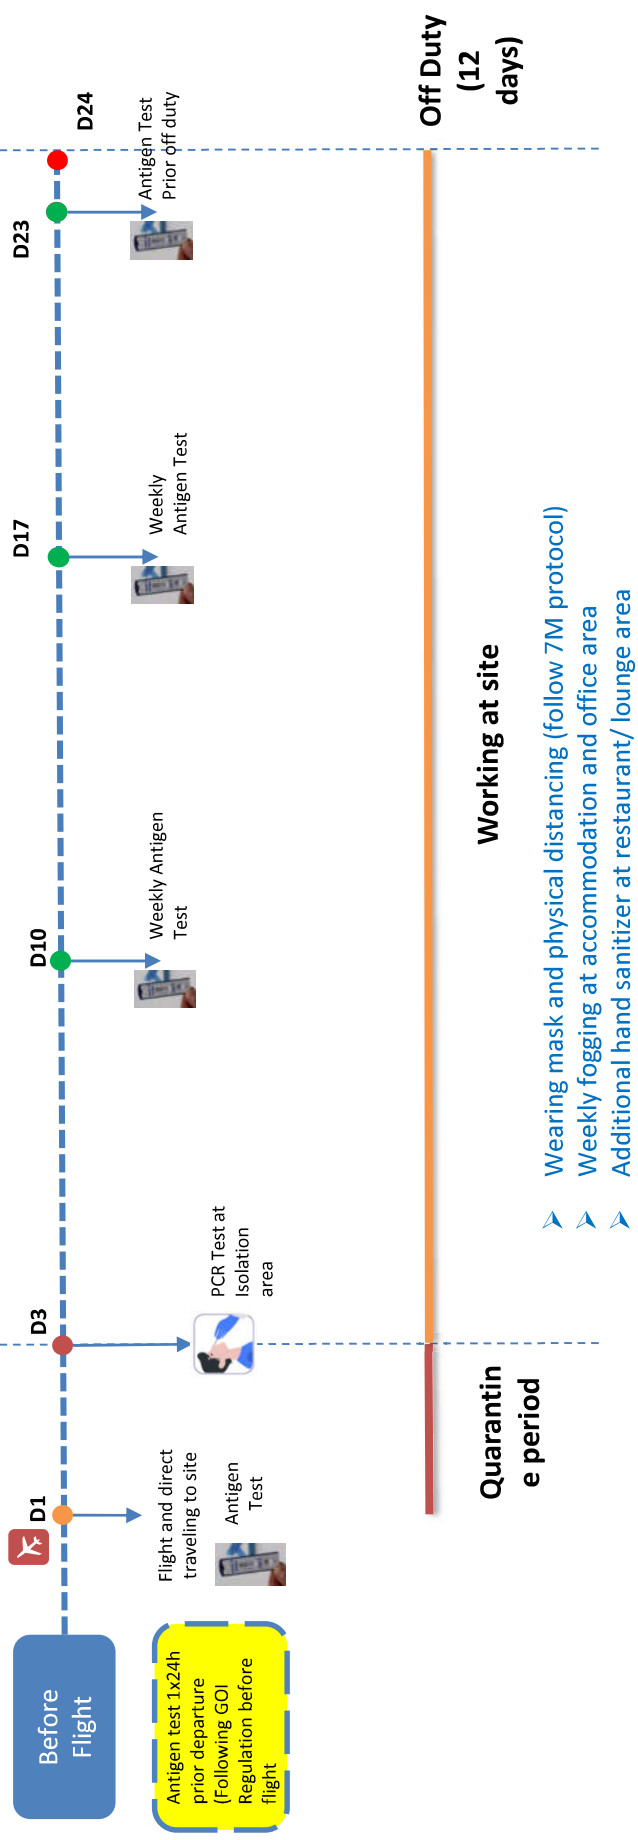 Before
Flight
Antigen test 1x24h
prior departure
(Following GOI
Regulation before
flight
D1
Flight and direct
traveling to site
Antigen
Test
D3
PCR Test at
Isolation
area
D10
Weekly Antigen
Test
D17
Weekly
Antigen Test
D23
Antigen Test
Prior off duty
D24
Quarantin
e period
Working at site
Off Duty
(12
days)
Wearing mask and physical distancing (follow 7M protocol)
Weekly fogging at accommodation and office area
Additional hand sanitizer at restaurant/ lounge area